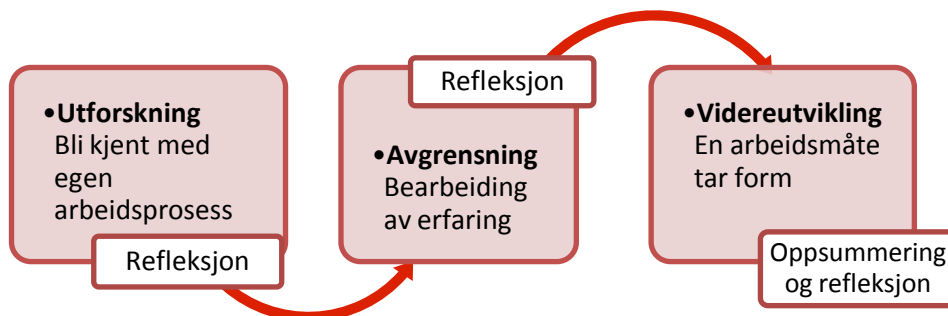 •Utforskning
Bli kjent med
egen
arbeidsprosess
Refleksjon
Refleksjon
•Avgrensning
Bearbeiding
av erfaring
•Videreutvikling
En arbeidsmåte
tar form
Oppsummering
og refleksjon